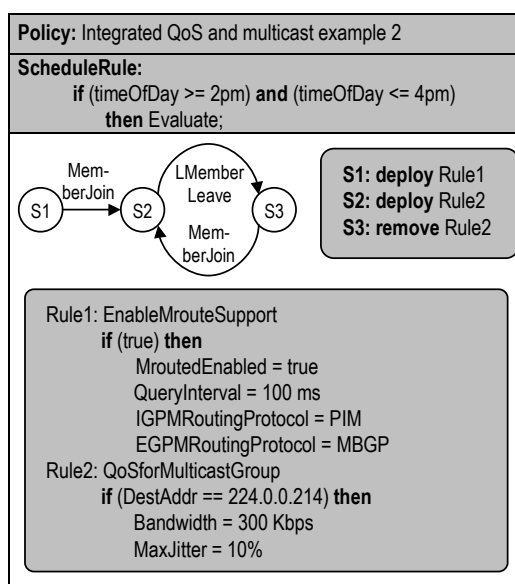 Policy: Integrated QoS and multicast example 2
ScheduleRule:
if (timeOfDay >= 2pm) and (timeOfDay <= 4pm)
then Evaluate;
Mem-
berJoin
LMember
Leave
S1
S2
S3
Mem-
berJoin
S1: deploy Rule1
S2: deploy Rule2
S3: remove Rule2
Rule1: EnableMrouteSupport
if (true) then
MroutedEnabled = true
QueryInterval = 100 ms
IGPMRoutingProtocol = PIM
EGPMRoutingProtocol = MBGP
Rule2: QoSforMulticastGroup
if (DestAddr == 224.0.0.214) then
Bandwidth = 300 Kbps
MaxJitter = 10%